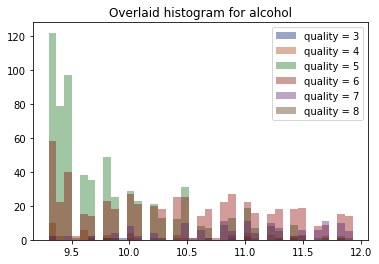 Overlaid histogram for alcohol
quality = 3
quality = 4
quality = 5
quality = 6
quality = 7
quality = 8
120
100
80
60
40
20
0
9.5 10.0 10.5 11.0 11.5 12.0